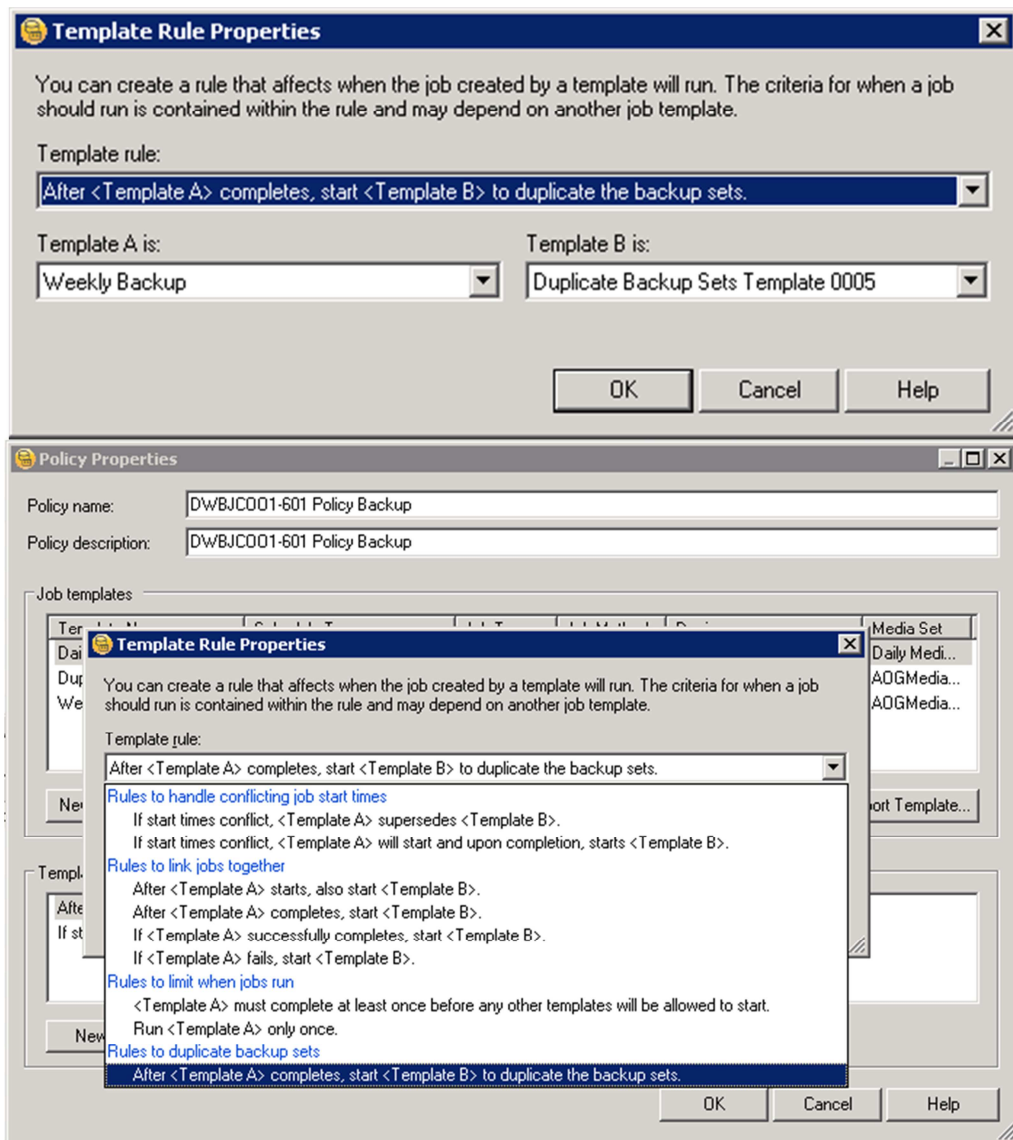 Template Rule Properties
You can create a rule that affects when the job created by a template will run. The criteria for when a job
should run is contained within the rule and may depend on another job template.
Template rule:
After <Template A> completes, start <Template B> to duplicate the backup sets.
Template A is:
Template B is:
Weekly Backup
Duplicate Backup Sets Template 0005
OK
Cancel
Help
Policy Properties
Policy name:
DWBJC001-601 Policy Backup
Policy description:
DWBJC001-601 Policy Backup
Job templates
Media Set
Dai
Daily Medi...
Dup
AOGMedia...
We
AOGMedia...
Template Rule Properties
You can create a rule that affects when the job created by a template will run. The criteria for when a job
should run is contained within the rule and may depend on another job template.
Template rule:
After <Template A> completes, start <Template B> to duplicate the backup sets.
Rules to handle conflicting job start times
If start times conflict, <Template A> supersedes <Template B>.
If start times conflict, <Template A> will start and upon completion, starts <Template B>.
Rules to link jobs together
After <Template A> starts, also start <Template B>.
After <Template A> completes, start <Template B>.
If <Template A> successfully completes, start <Template B>.
If <Template A> fails, start <Template B>.
Rules to limit when jobs run
<Template A> must complete at least once before any other templates will be allowed to start.
Run <Template A> only once.
Rules to duplicate backup sets
After <Template A> completes, start <Template B> to duplicate the backup sets.
New
ort Template...
Templ
Afte
If st
New
OK
Cancel
Help